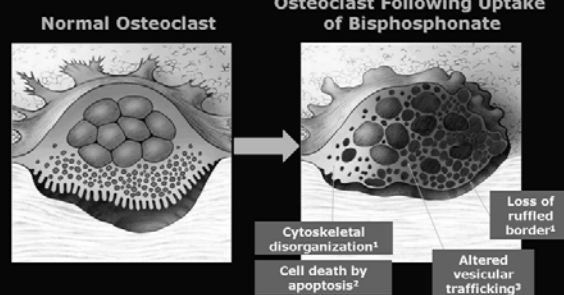 Normal Osteoclast
Osteoclast Following Uptake
of Bisphosphonate
Cytoskeletal
disorganization¹
Cell death by
apoptosis²
Altered
vesicular
trafficking³
Loss of
ruffled
border⁴